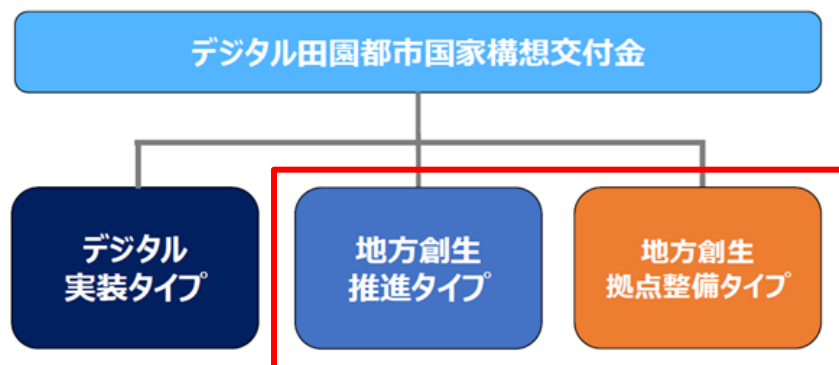 デジタル田園都市国家構想交付金
デジタル
実装タイプ
地方創生
推進タイプ
地方創生
拠点整備タイプ